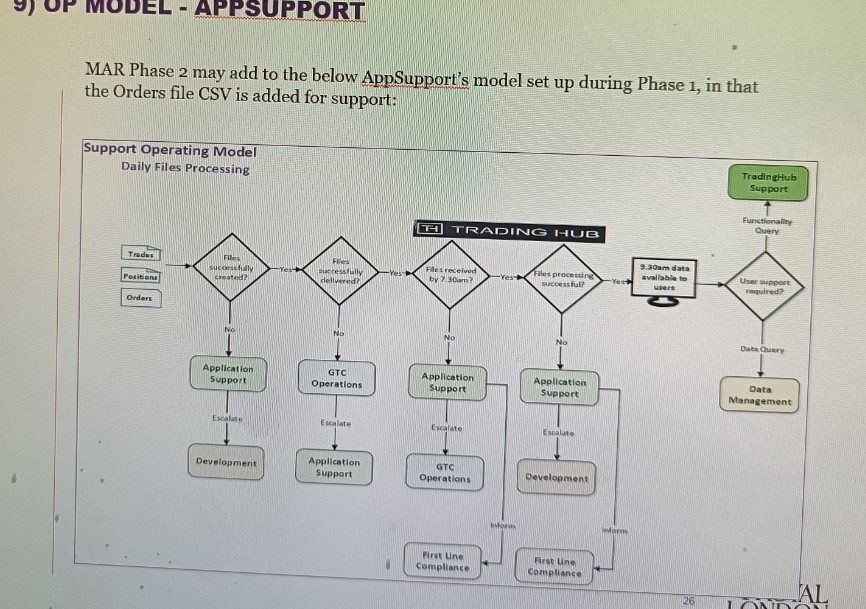 9) OP MODEL - APPSUPPORT
MAR Phase 2 may add to the below AppSupport's model set up during Phase 1, in that
the Orders file CSV is added for support:
Support Operating Model
Daily Files Processing
TradingHub
Support
Functionality
Query
TH TRADING HUB
Trades
Positions
Orders
Files
successfully
created?
Yes
Files
successfully
delivered?
Yes
Files received
by 7.30am?
Yes
Files processing
successful?
Yes
9.30am data
available to
users
User support
required?
No
No
No
No
Data Query
Application
Support
GTC
Operations
Application
Support
Application
Support
Data
Management
Escalate
Escalate
Escalate
Escalate
Development
Application
Support
GTC
Operations
Development
Inform
Inform
First Line
Compliance
First Line
Compliance
26